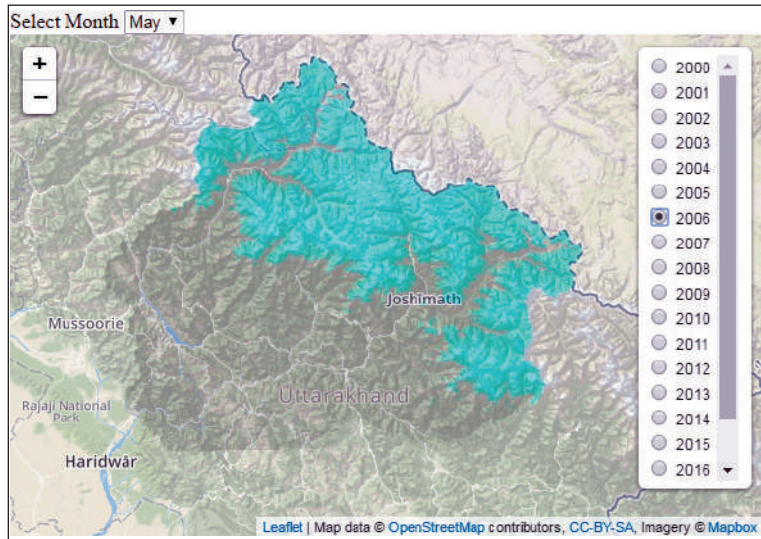 Select Month May ▼
+
−
2000
2001
2002
2003
2004
2005
2006
2007
2008
2009
2010
2011
2012
2013
2014
2015
2016
Joshimath
Mussoorie
Uttarakhand
Rajaji National
Park
Haridwār
Leaflet | Map data © OpenStreetMap contributors, CC-BY-SA, Imagery © Mapbox